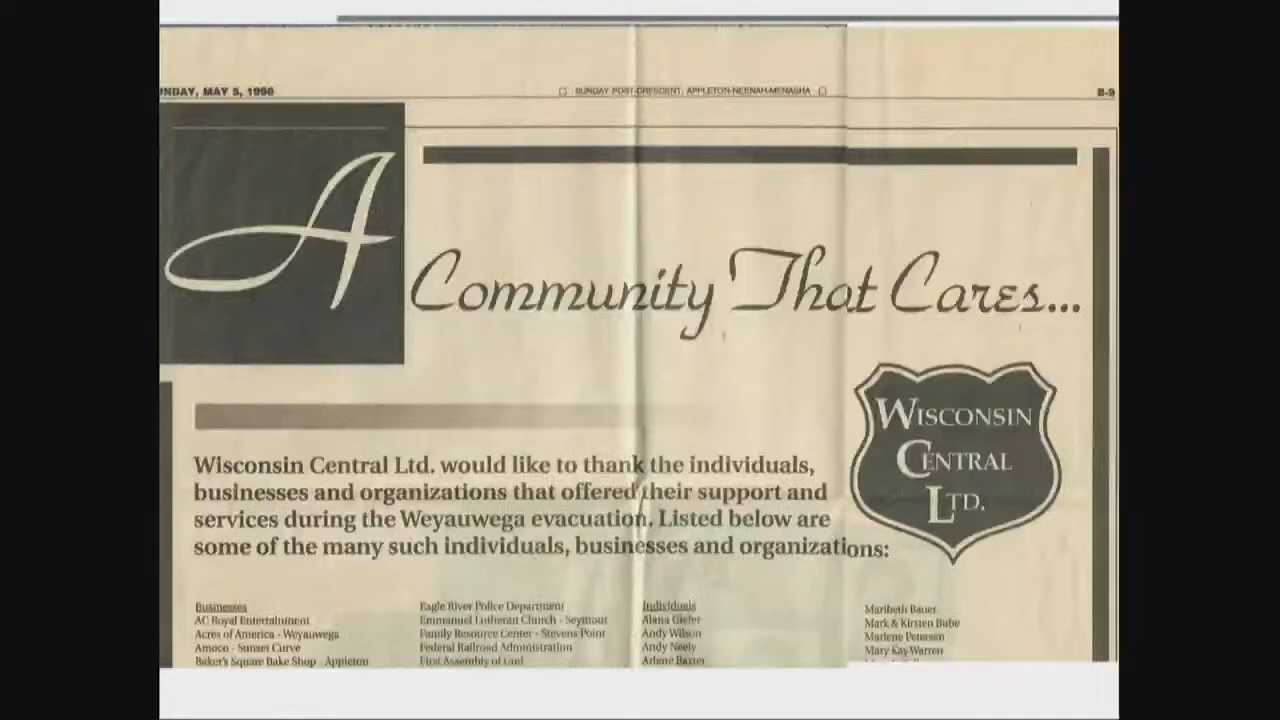 NDAY, MAY 5, 1996
SUNDAY POST-CRESCENT, APPLETON-NEENAH-MENASHA
B-9
A
Community That Cares...
WISCONSIN
CENTRAL
LTD.
Wisconsin Central Ltd. would like to thank the individuals,
businesses and organizations that offered their support and
services during the Weyauwega evacuation. Listed below are
some of the many such individuals, businesses and organizations:
Businesses
AC Royal Entertainment
Acres of America - Weyauwega
Amoco - Sunset Curve
Baker's Square Bake Shop - Appleton
Eagle River Police Department
Emmanuel Lutheran Church - Seymour
Family Resource Center - Stevens Point
Federal Railroad Administration
First Assembly of God
Individuals
Alana Giefer
Andy Wilson
Andy Neely
Arlene Baxter
Maribeth Bauer
Mark & Kirsten Bube
Marlene Petersen
Mary Kay Warren